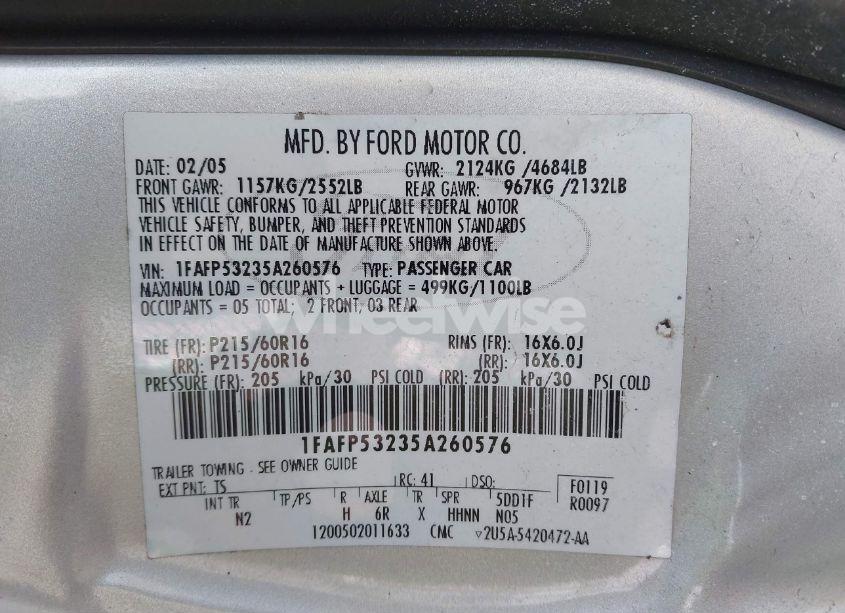 MFD. BY FORD MOTOR CO.
DATE: 02/05 GVWR: 2124KG /4684LB
FRONT GAWR: 1157KG/2552LB REAR GAWR: 967KG /2132LB
THIS VEHICLE CONFORMS TO ALL APPLICABLE FEDERAL MOTOR
VEHICLE SAFETY, BUMPER, AND THEFT PREVENTION STANDARDS
IN EFFECT ON THE DATE OF MANUFACTURE SHOWN ABOVE.
VIN: 1FAFP53235A260576 TYPE: PASSENGER CAR
MAXIMUM LOAD = OCCUPANTS + LUGGAGE = 499KG/1100LB
OCCUPANTS = 05 TOTAL; 2 FRONT; 03 REAR
wheelwise
TIRE (FR): P215/60R16 RIMS (FR): 16X6.0J
(RR): P215/60R16 (RR): 16X6.0J
PRESSURE (FR): 205 kPa/30 PSI COLD (RR): 205 kPa/30 PSI COLD
1FAFP53235A260576
TRAILER TOWING - SEE OWNER GUIDE
EXT PNT: TS RC: 41 DSO: F0119
INT TR TP/PS R AXLE TR SPR 5DD1F R0097
N2 H 6R X HHNN N05
1200502011633 CMC ▽2U5A-5420472-AA